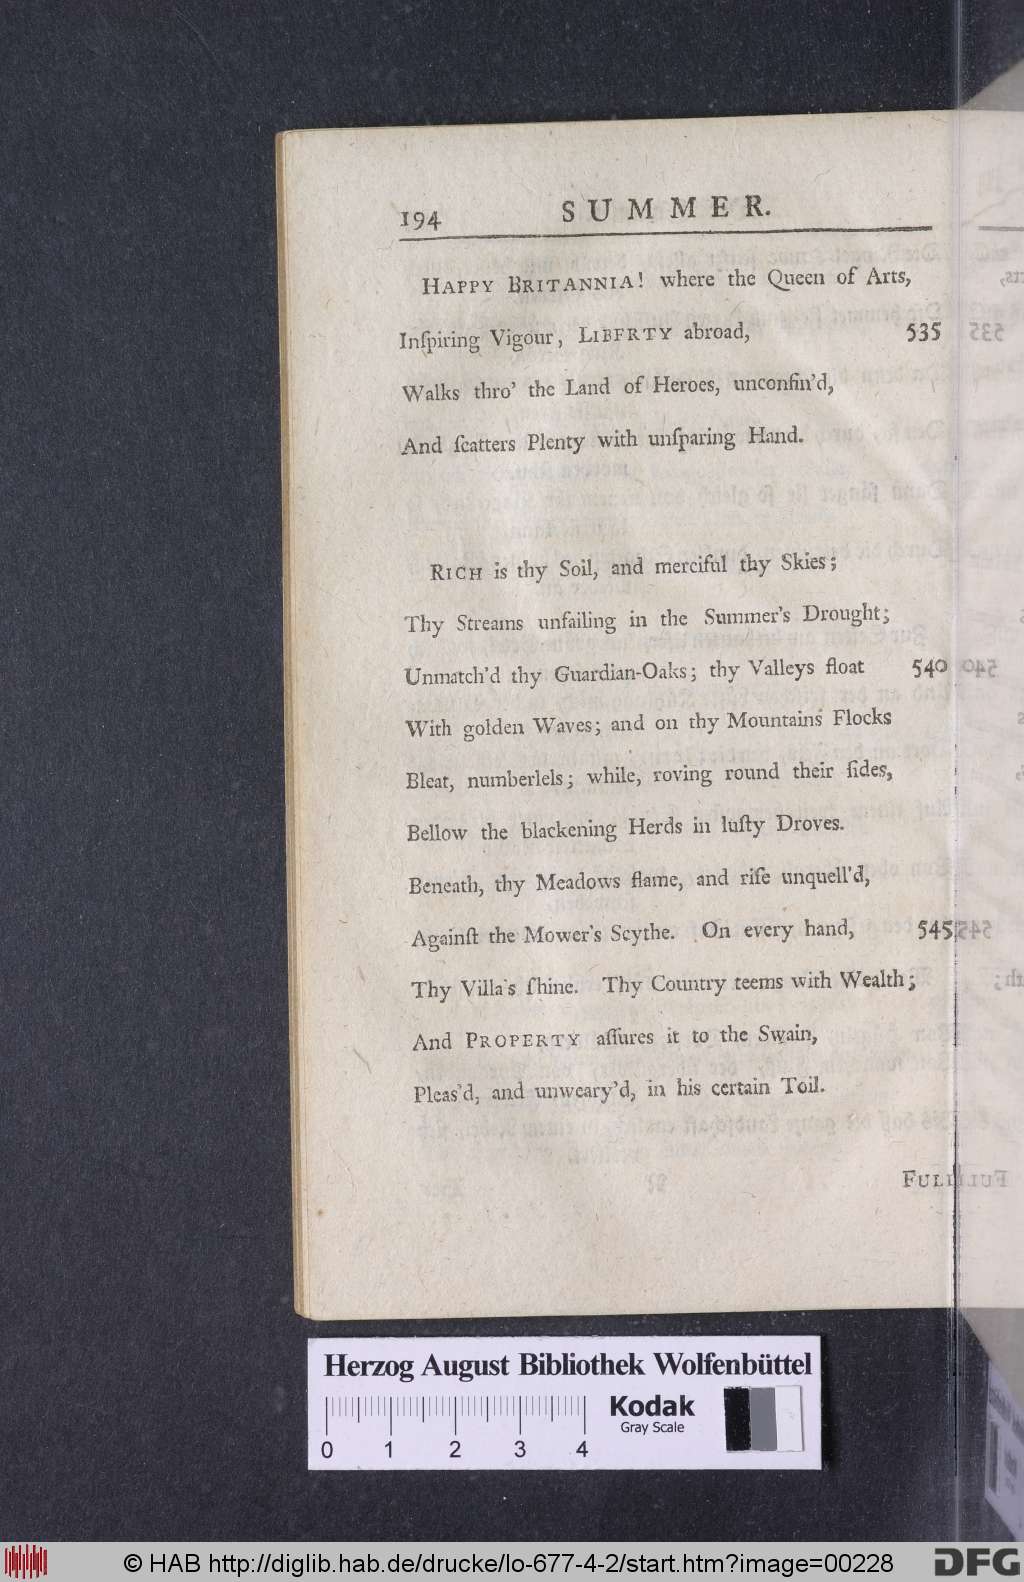 194 SUMMER.
HAPPY BRITANNIA! where the Queen of Arts,
Inſpiring Vigour, LIBFRTY abroad, 535
Walks thro' the Land of Heroes, unconfin'd,
And ſcatters Plenty with unſparing Hand.
RICH is thy Soil, and merciful thy Skies;
Thy Streams unfailing in the Summer's Drought;
Unmatch'd thy Guardian-Oaks; thy Valleys float 540
With golden Waves; and on thy Mountains Flocks
Bleat, numberleſs; while, roving round their ſides,
Bellow the blackening Herds in luſty Droves.
Beneath, thy Meadows flame, and riſe unquell'd,
Againſt the Mower's Scythe. On every hand, 545
Thy Villa's ſhine. Thy Country teems with Wealth;
And PROPERTY aſſures it to the Swain,
Pleas'd, and unweary'd, in his certain Toil.
Herzog August Bibliothek Wolfenbüttel
Kodak
Gray Scale
0 1 2 3 4
© HAB http://diglib.hab.de/drucke/lo-677-4-2/start.htm?image=00228 DFG